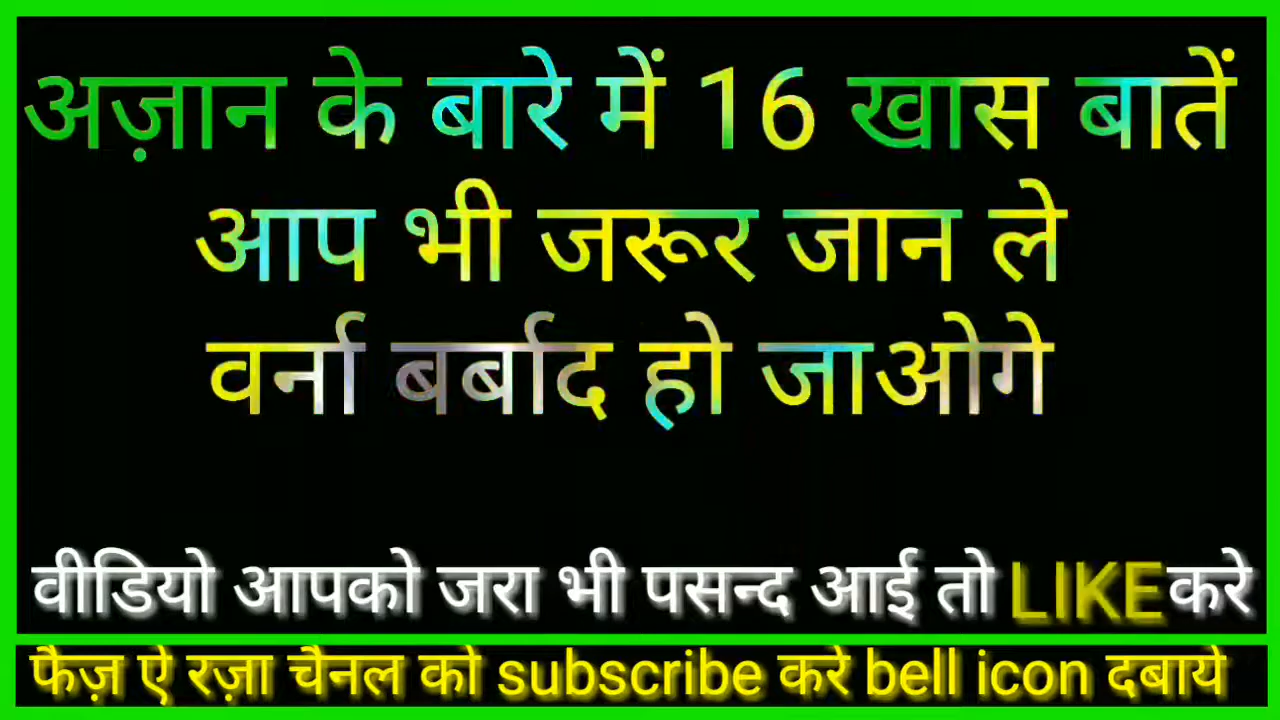 अज़ान के बारे में 16 खास बातें
आप भी जरूर जान ले
वर्ना बर्बाद हो जाओगे
वीडियो आपको जरा भी पसन्द आई तो LIKE करे
फैज़ ऐ रज़ा चैनल को subscribe करे bell icon दबाये